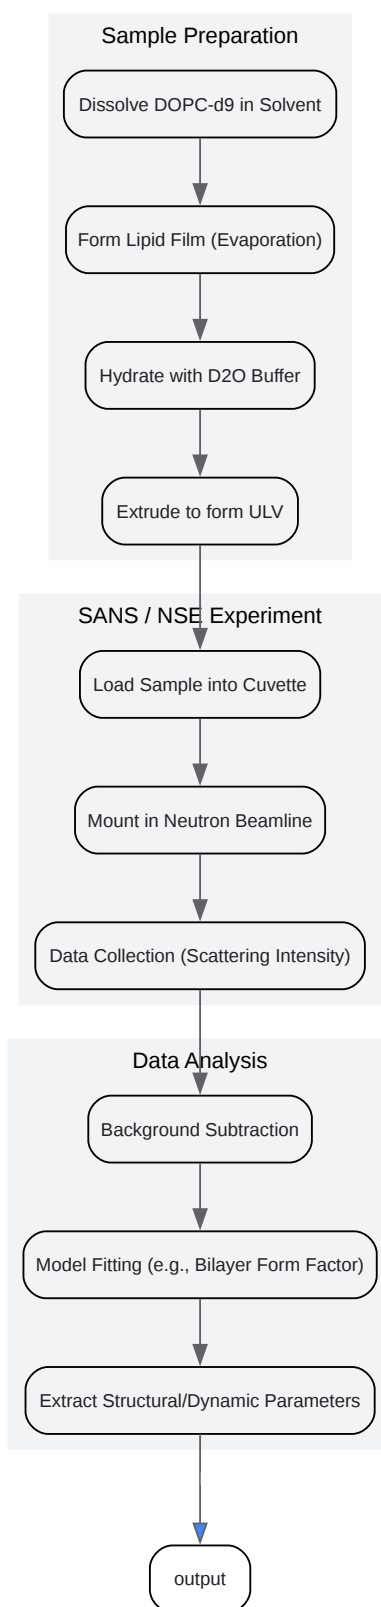 Sample Preparation
Dissolve DOPC-d9 in Solvent
Form Lipid Film (Evaporation)
Hydrate with D2O Buffer
Extrude to form ULV
SANS / NSE Experiment
Load Sample into Cuvette
Mount in Neutron Beamline
Data Collection (Scattering Intensity)
Data Analysis
Background Subtraction
Model Fitting (e.g., Bilayer Form Factor)
Extract Structural/Dynamic Parameters
output